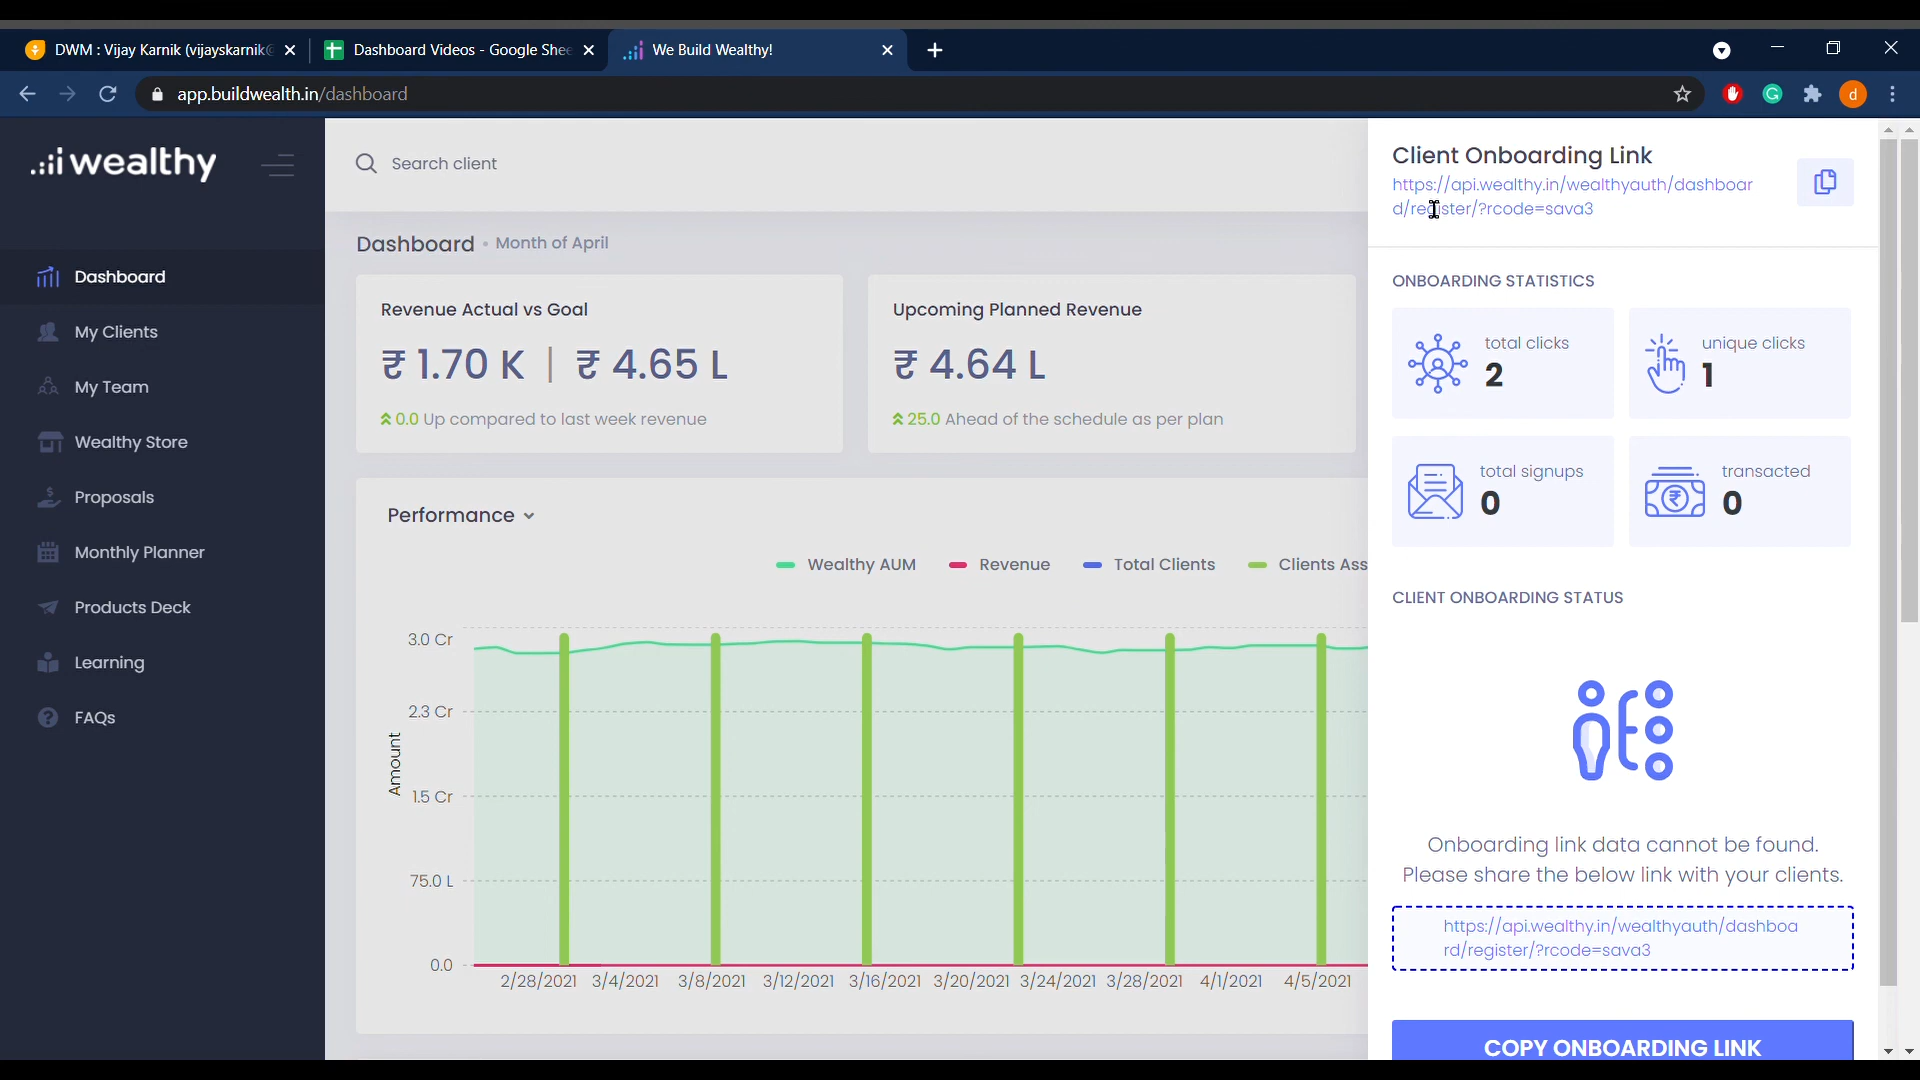 DWM : Vijay Karnik (vijayskarnik@
Dashboard Videos - Google Shee
We Build Wealthy!
app.buildwealth.in/dashboard
d
wealthy
Search client
Dashboard
My Clients
My Team
Wealthy Store
Proposals
Monthly Planner
Products Deck
Learning
FAQs
Dashboard • Month of April
Revenue Actual vs Goal
₹ 1.70 K | ₹ 4.65 L
0.0 Up compared to last week revenue
Upcoming Planned Revenue
₹ 4.64 L
25.0 Ahead of the schedule as per plan
Performance
Wealthy AUM Revenue Total Clients Clients Ass
3.0 Cr
2.3 Cr
1.5 Cr
75.0 L
0.0
Amount
2/28/2021 3/4/2021 3/8/2021 3/12/2021 3/16/2021 3/20/2021 3/24/2021 3/28/2021 4/1/2021 4/5/2021
Client Onboarding Link
https://api.wealthy.in/wealthyauth/dashboar
d/register/?rcode=sava3
ONBOARDING STATISTICS
total clicks
2
unique clicks
1
total signups
0
transacted
0
CLIENT ONBOARDING STATUS
Onboarding link data cannot be found.
Please share the below link with your clients.
https://api.wealthy.in/wealthyauth/dashboa
rd/register/?rcode=sava3
COPY ONBOARDING LINK